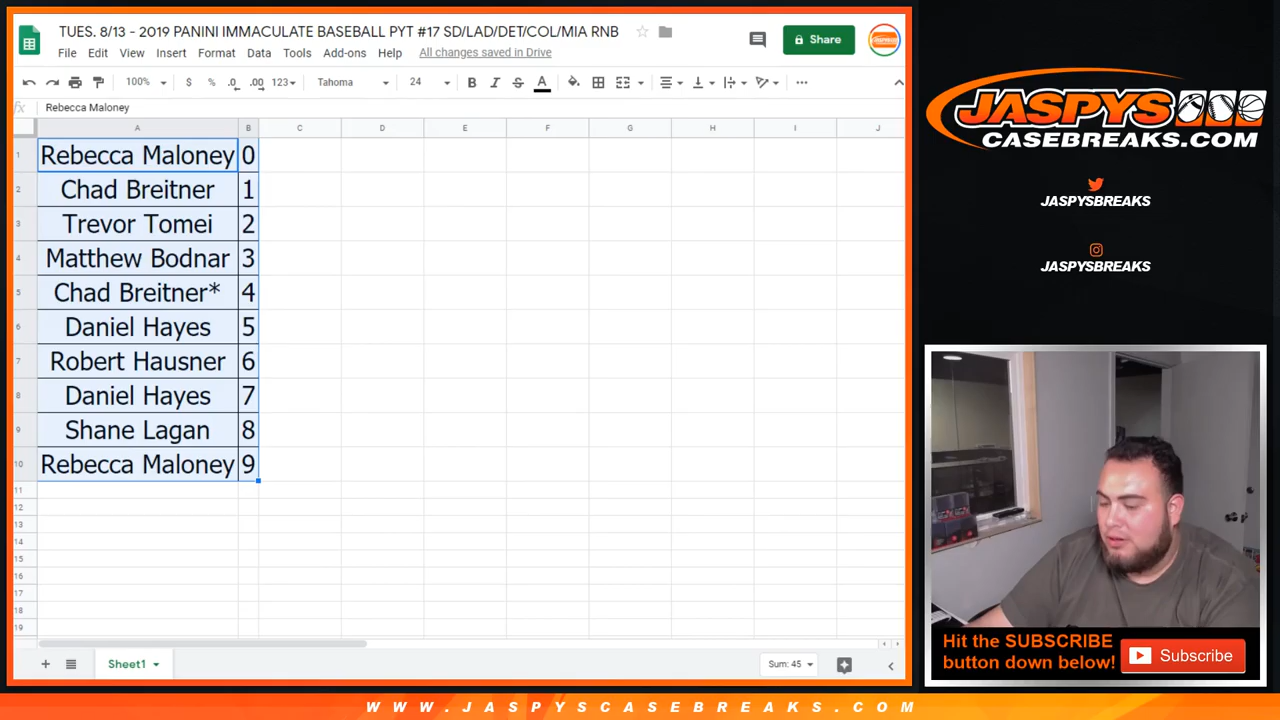 TUES. 8/13 - 2019 PANINI IMMACULATE BASEBALL PYT #17 SD/LAD/DET/COL/MIA RNB
File Edit View Insert Format Data Tools Add-ons Help All changes saved in Drive
Share
100% $ % .0 .00 123 Tahoma 24 B I S A ...
fx Rebecca Maloney
A B C D E F G H I J
1 Rebecca Maloney 0
2 Chad Breitner 1
3 Trevor Tomei 2
4 Matthew Bodnar 3
5 Chad Breitner* 4
6 Daniel Hayes 5
7 Robert Hausner 6
8 Daniel Hayes 7
9 Shane Lagan 8
10 Rebecca Maloney 9
11
12
13
14
15
16
17
18
19
+ Sheet1 Sum: 45
JASPYS
CASEBREAKS.COM
JASPYSBREAKS
JASPYSBREAKS
Hit the SUBSCRIBE
button down below!
Subscribe
WWW.JASPYSCASEBREAKS.COM